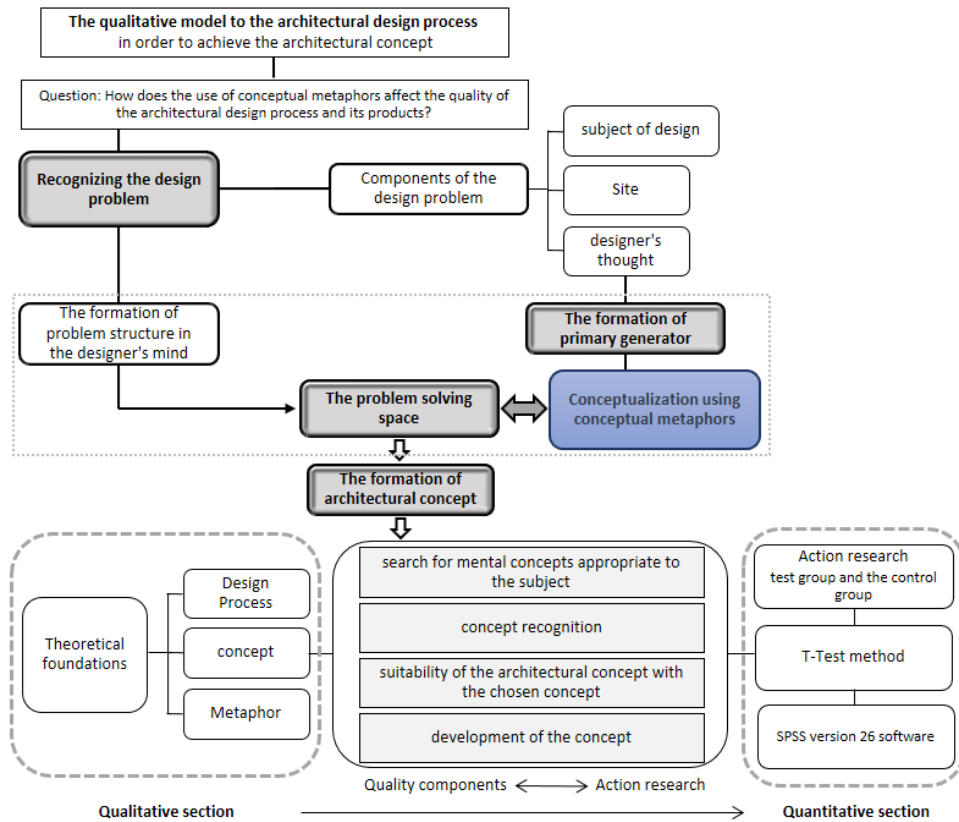 The qualitative model to the architectural design process
in order to achieve the architectural concept
Question: How does the use of conceptual metaphors affect the quality of
the architectural design process and its products?
subject of design
Recognizing the design
problem
Components of the
design problem
Site
designer's
thought
The formation of
problem structure in
the designer's mind
The formation of
primary generator
The problem solving
space
Conceptualization using
conceptual metaphors
The formation of
architectural concept
Theoretical
foundations
Design
Process
concept
Metaphor
search for mental concepts appropriate to
the subject
concept recognition
suitability of the architectural concept with
the chosen concept
development of the concept
Action research
test group and the control
group
T-Test method
SPSS version 26 software
Quality components
Action research
Qualitative section
Quantitative section